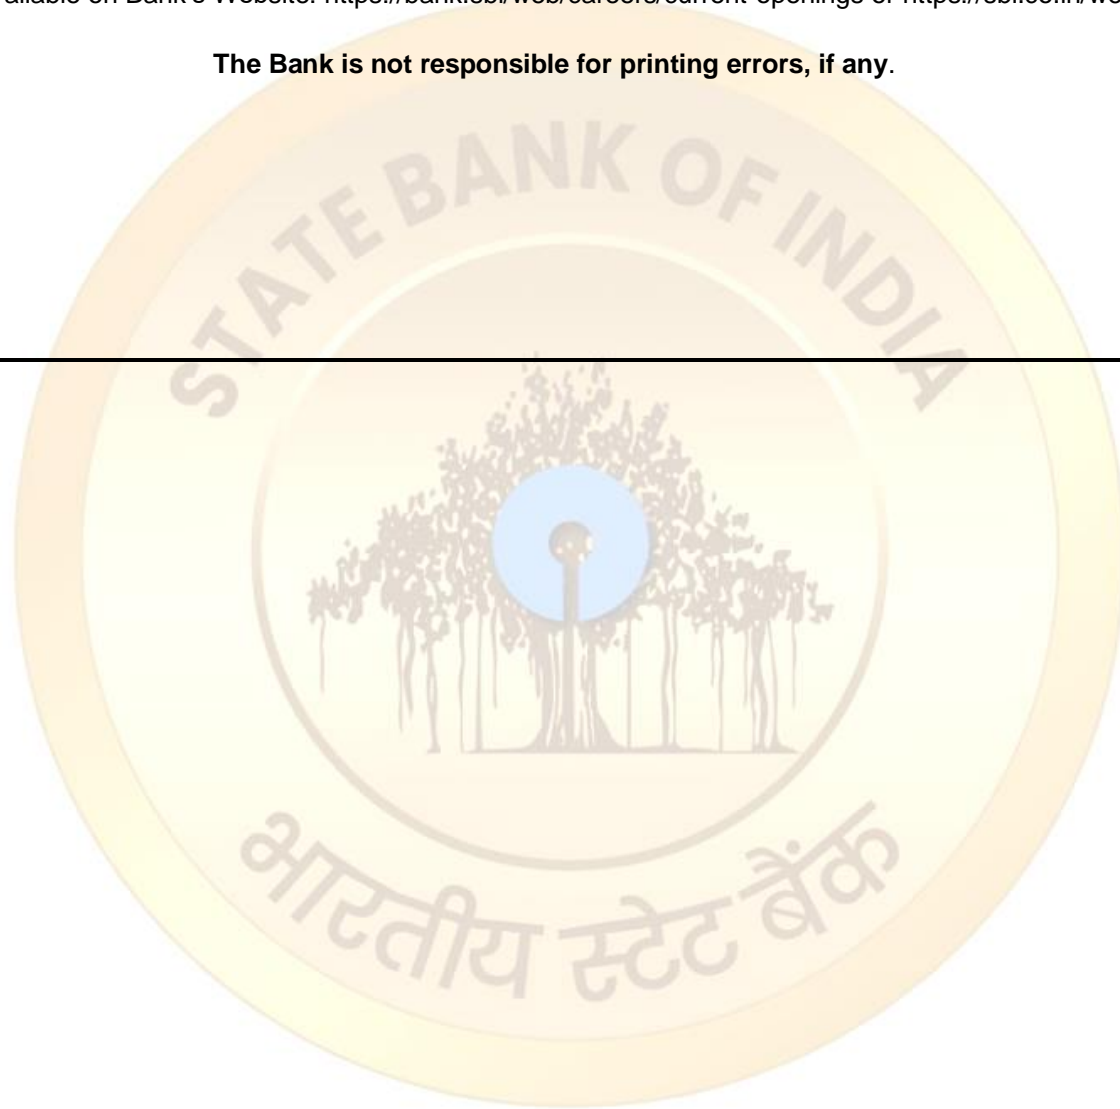 ailable on Bank's Website: https://bank.sbi/web/careers/current-openings or https://sbi.co.in/we
The Bank is not responsible for printing errors, if any.
STATE BANK OF INDIA
भारतीय स्टेट बैंक